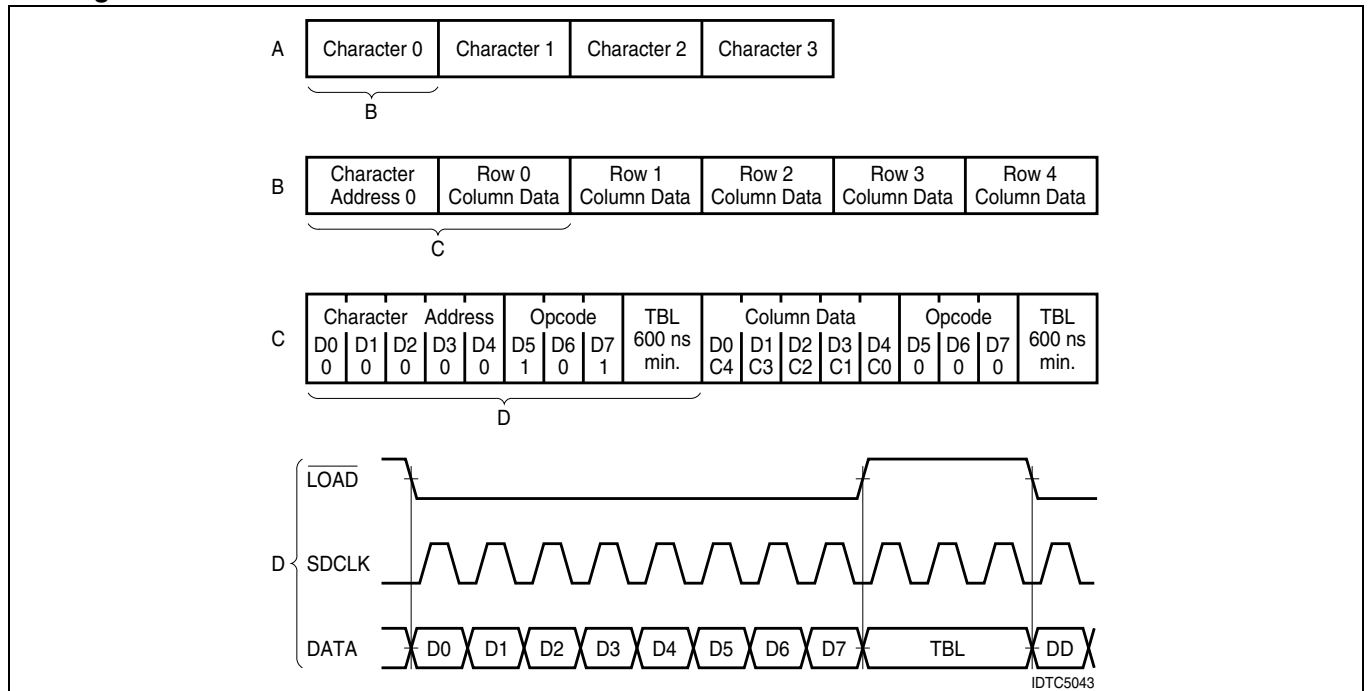 A Character 0 Character 1 Character 2 Character 3
B
B Character Address 0 Row 0 Column Data Row 1 Column Data Row 2 Column Data Row 3 Column Data Row 4 Column Data
C
C Character Address Opcode TBL Column Data Opcode TBL
D0 D1 D2 D3 D4 D5 D6 D7 600 ns D0 D1 D2 D3 D4 D5 D6 D7 600 ns
0 0 0 0 0 1 0 1 min. C4 C3 C2 C1 C0 0 0 0 min.
D
LOAD
D SDCLK
DATA D0 D1 D2 D3 D4 D5 D6 D7 TBL DD
IDTC5043